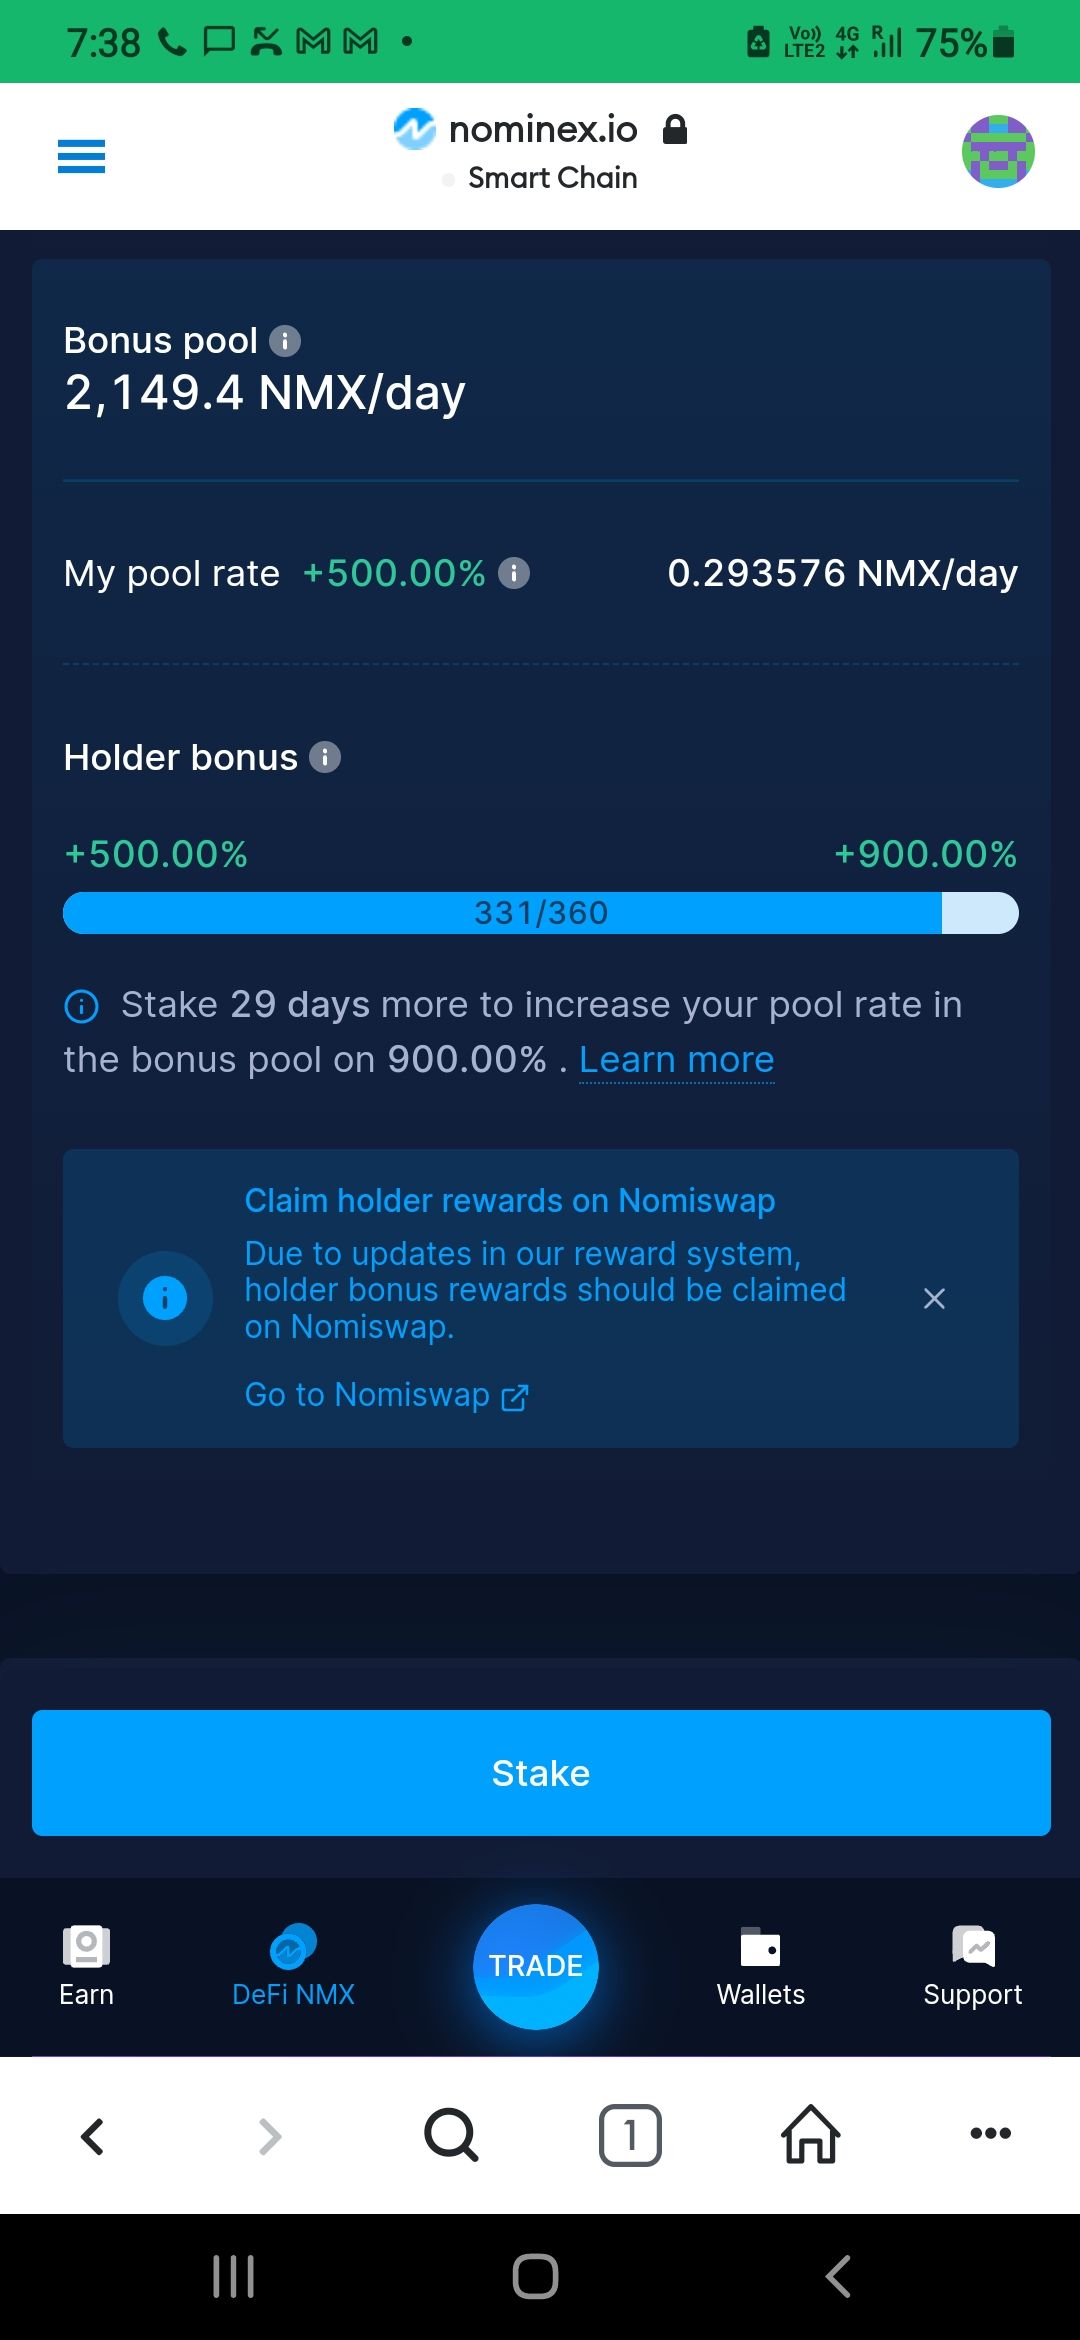 7:38
Vo)) LTE2 4G R 75%
nominex.io
Smart Chain
Bonus pool
2,149.4 NMX/day
My pool rate +500.00% 0.293576 NMX/day
Holder bonus
+500.00% +900.00%
331/360
Stake 29 days more to increase your pool rate in
the bonus pool on 900.00% . Learn more
Claim holder rewards on Nomiswap
Due to updates in our reward system,
holder bonus rewards should be claimed
on Nomiswap.
Go to Nomiswap
Stake
TRADE
Earn DeFi NMX Wallets Support
1